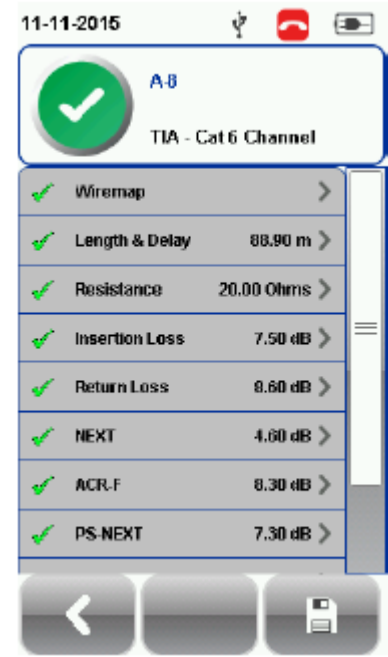 11-11-2015
A-8
TIA - Cat 6 Channel
Wiremap
Length & Delay 88.90 m
Resistance 20.00 Ohms
Insertion Loss 7.50 dB
Return Loss 9.60 dB
NEXT 4.60 dB
ACR-F 8.30 dB
PS-NEXT 7.30 dB